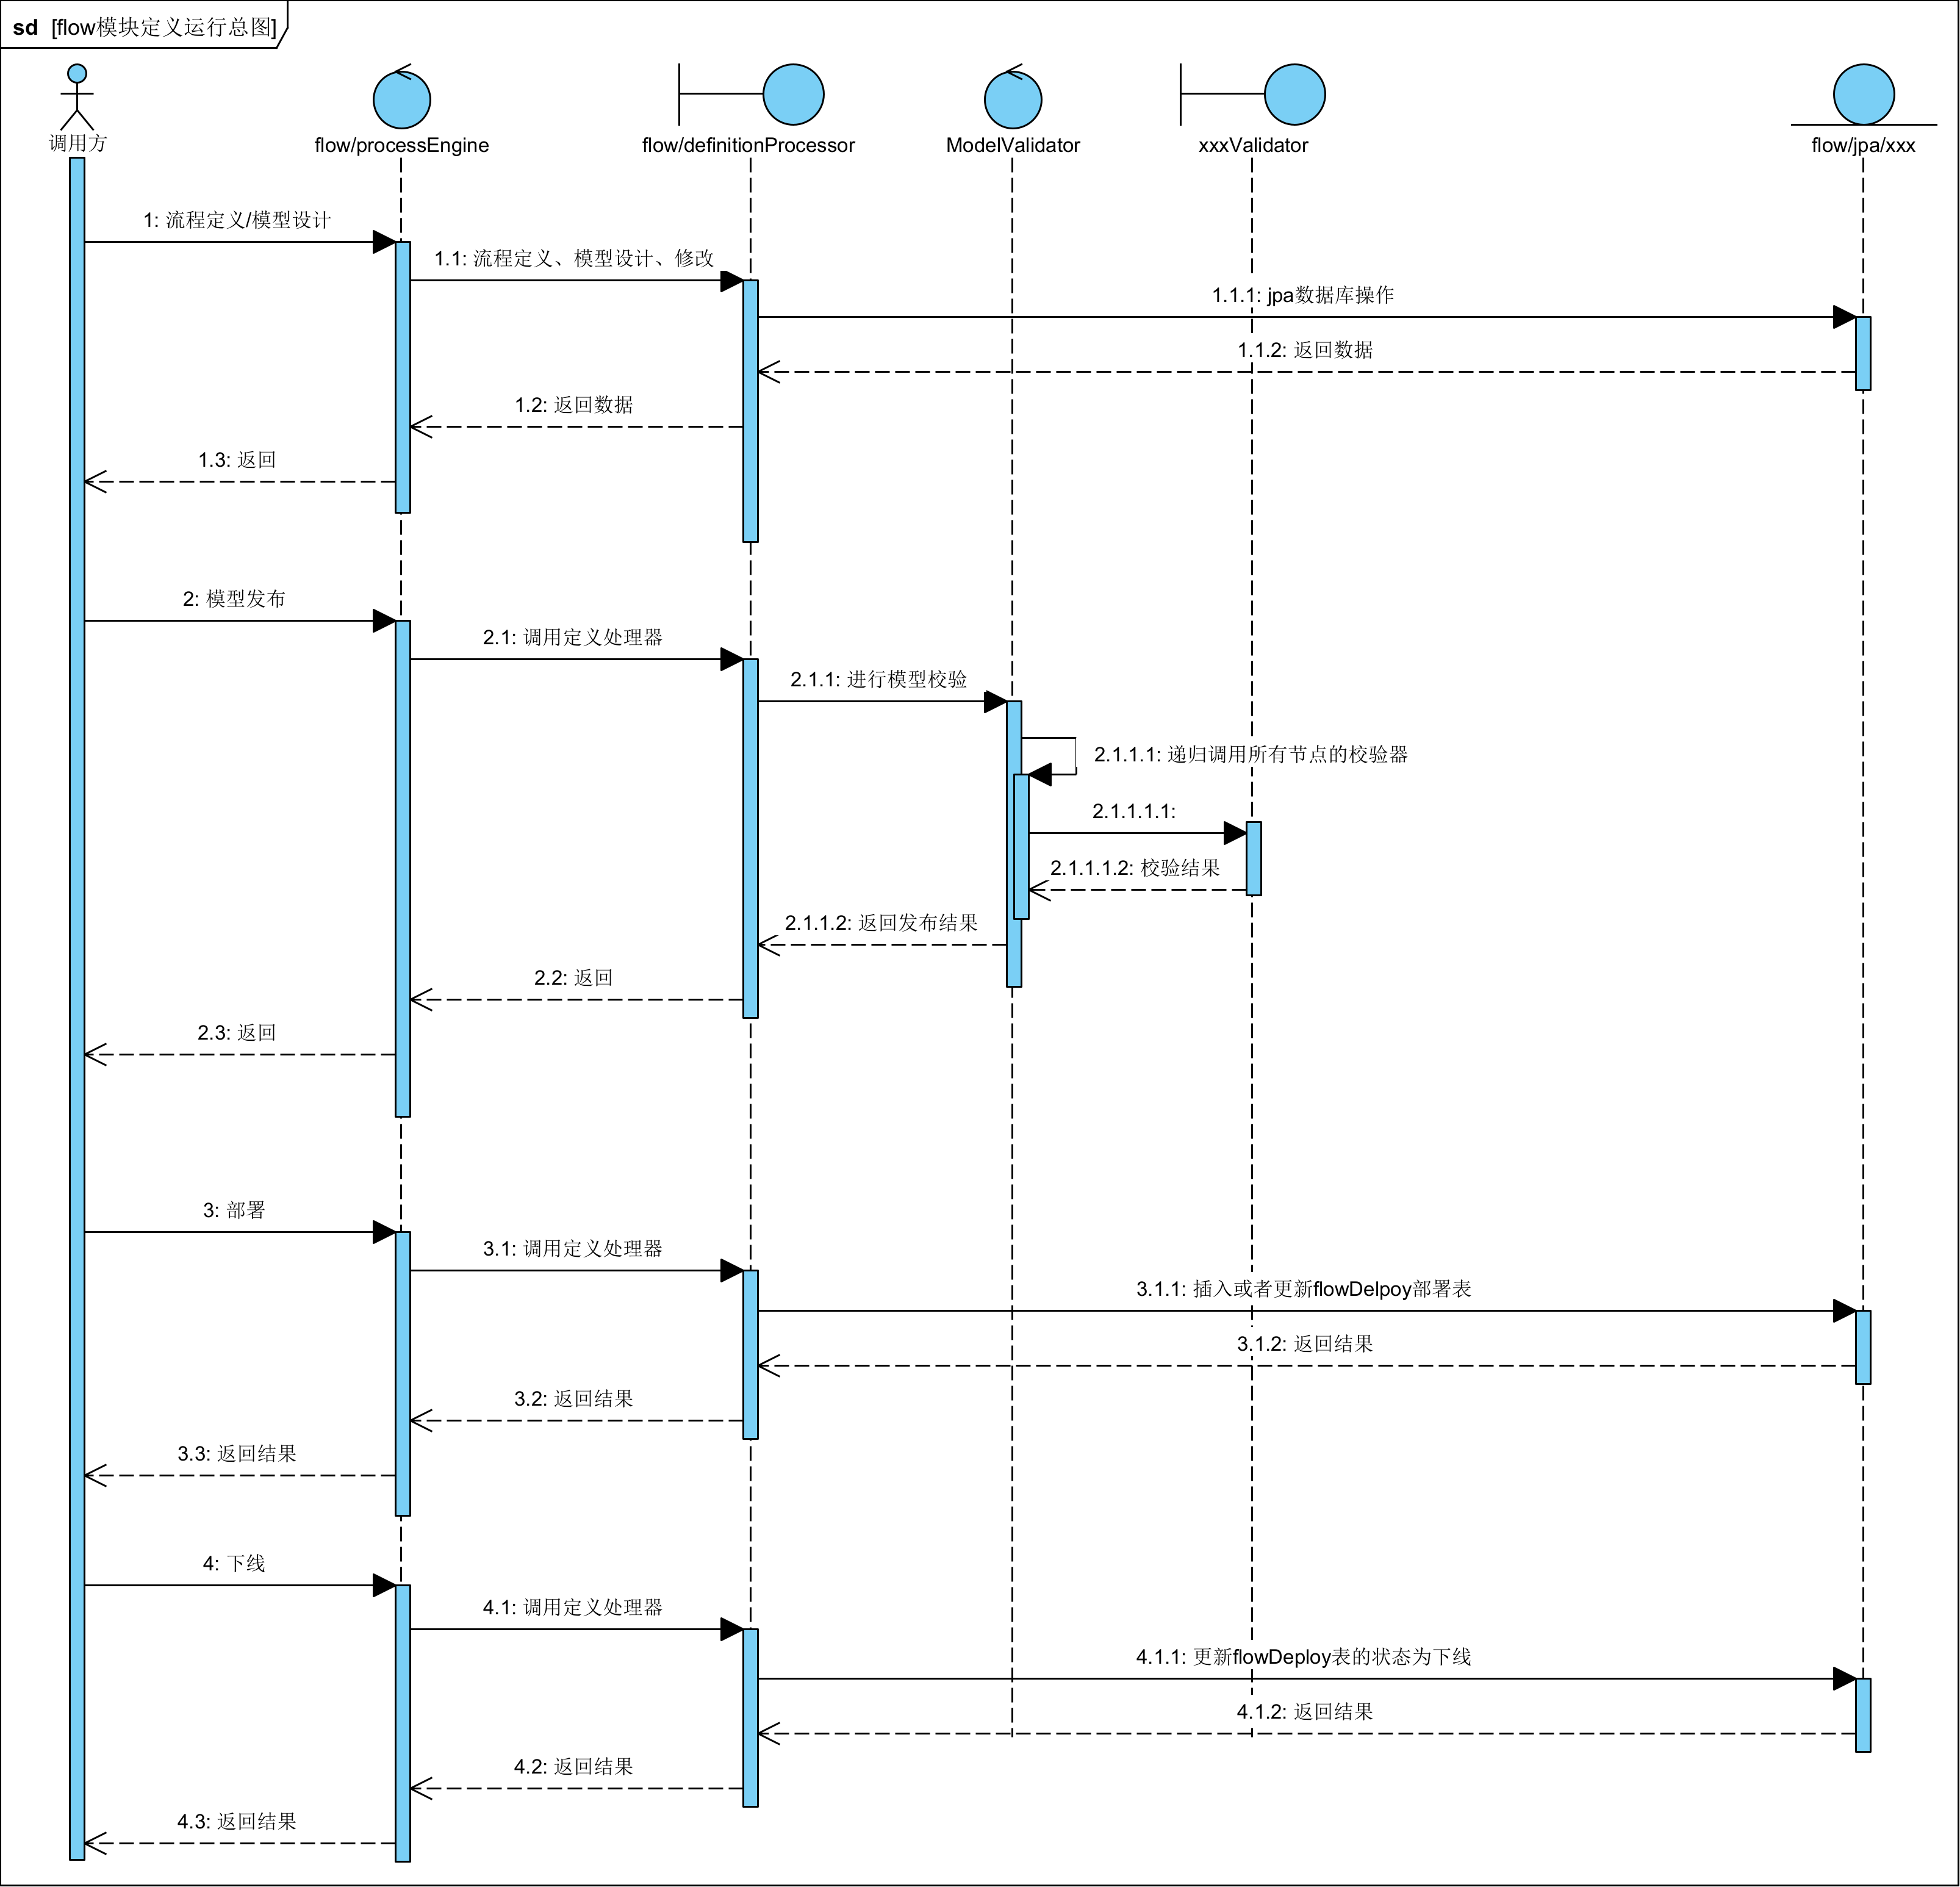 sd [flow模块定义运行总图]
调用方
flow/processEngine
flow/definitionProcessor
ModelValidator
xxxValidator
flow/jpa/xxx
1: 流程定义/模型设计
1.1: 流程定义、模型设计、修改
1.1.1: jpa数据库操作
1.1.2: 返回数据
1.2: 返回数据
1.3: 返回
2: 模型发布
2.1: 调用定义处理器
2.1.1: 进行模型校验
2.1.1.1: 递归调用所有节点的校验器
2.1.1.1.1:
2.1.1.1.2: 校验结果
2.1.1.2: 返回发布结果
2.2: 返回
2.3: 返回
3: 部署
3.1: 调用定义处理器
3.1.1: 插入或者更新flowDelpoy部署表
3.1.2: 返回结果
3.2: 返回结果
3.3: 返回结果
4: 下线
4.1: 调用定义处理器
4.1.1: 更新flowDeploy表的状态为下线
4.1.2: 返回结果
4.2: 返回结果
4.3: 返回结果